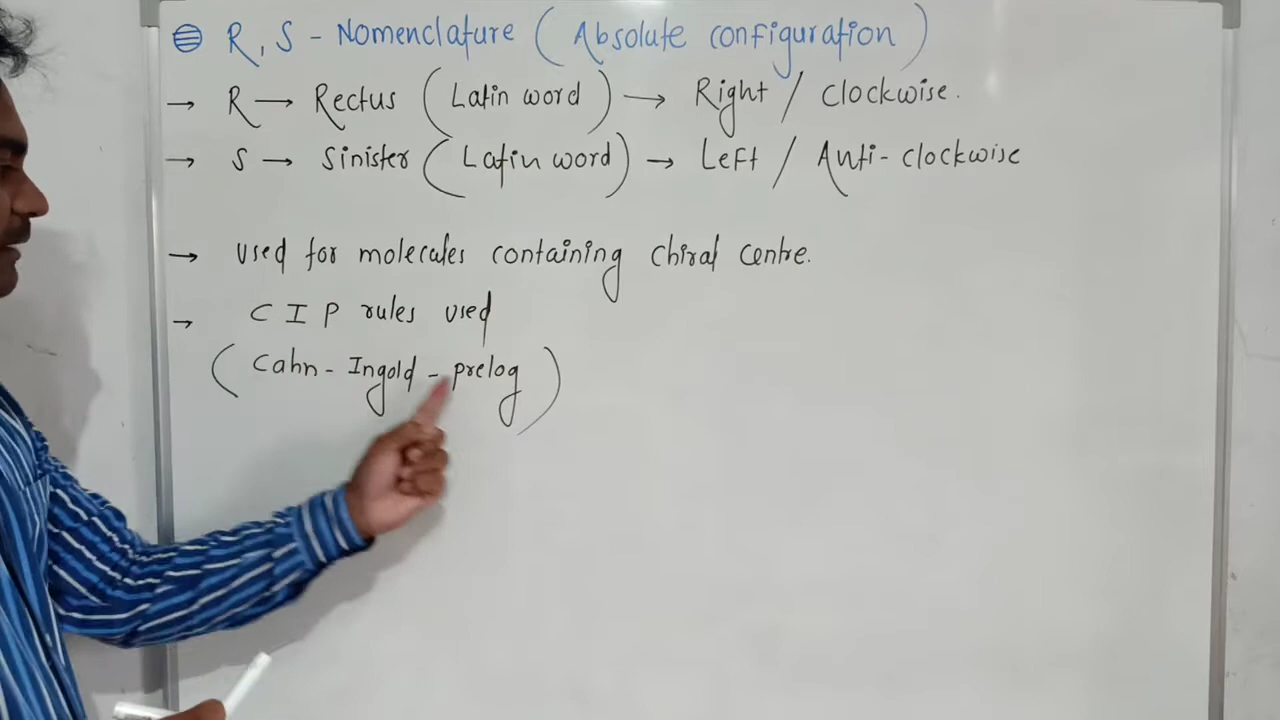 R, S - Nomenclature ( Absolute configuration )
→ R → Rectus ( Latin word ) → Right / Clockwise.
→ S → Sinister ( Latin word ) → Left / Anti-clockwise
→ used for molecules containing chiral centre.
→ C I P rules used
( Cahn - Ingold - prelog )